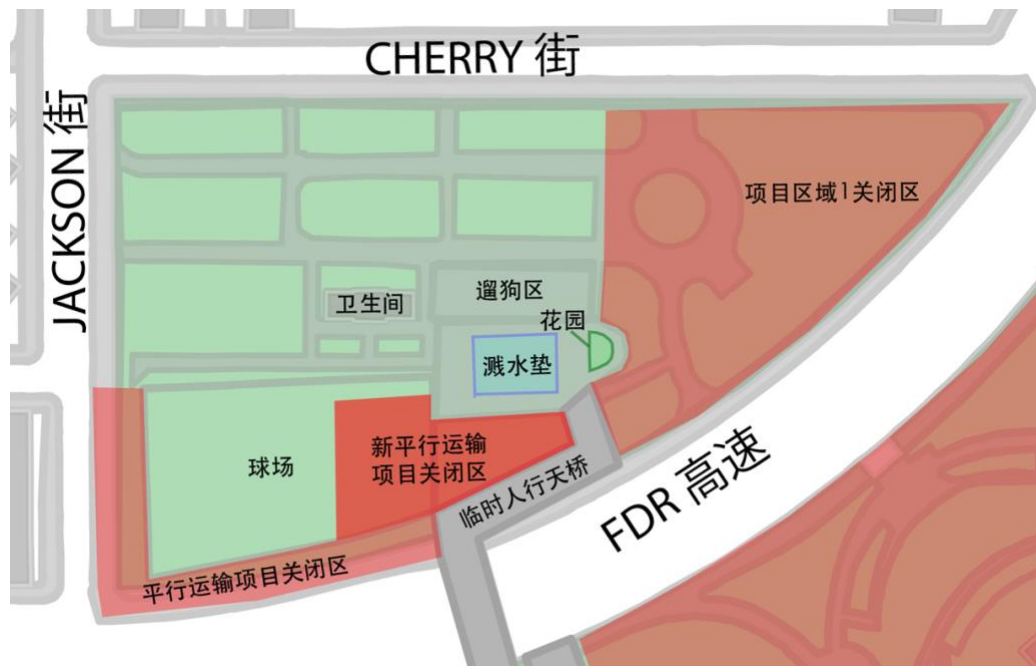 CHERRY 街
JACKSON 街
项目区域1关闭区
遛狗区
卫生间
花园
溅水垫
新平行运输
项目关闭区
球场
临时人行天桥
FDR 高速
平行运输项目关闭区